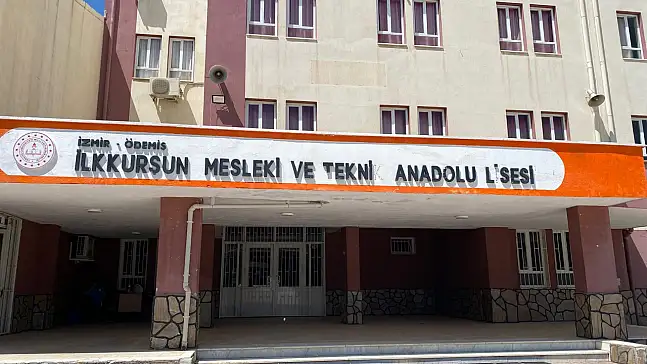 İZMİR ÖDEMİŞ
İLKKURŞUN MESLEKİ VE TEKNİK ANADOLU LİSESİ